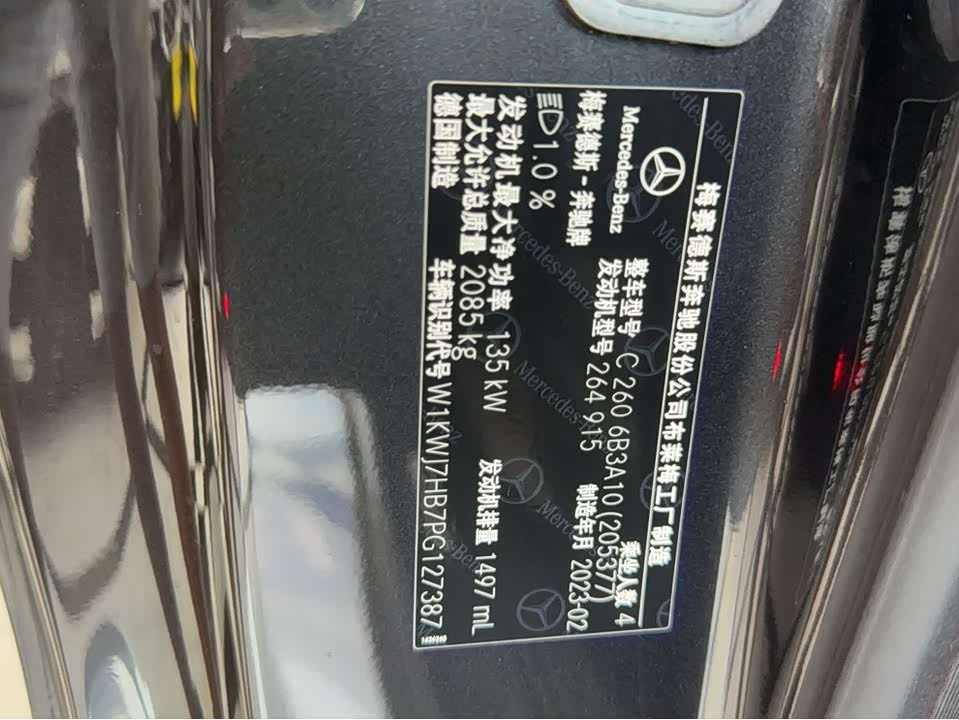 梅赛德斯奔驰股份公司布莱梅工厂制造
Mercedes-Benz
梅赛德斯-奔驰牌
整车型号 C 260 6B3A10(205377)
乘坐人数 4
发动机型号 264 915
制造年月 2023-02
1.0 %
发动机最大净功率 135 kW
发动机排量 1497 mL
最大允许总质量 2085 kg
德国制造
车辆识别代号 W1KWJ7HB7PG127387